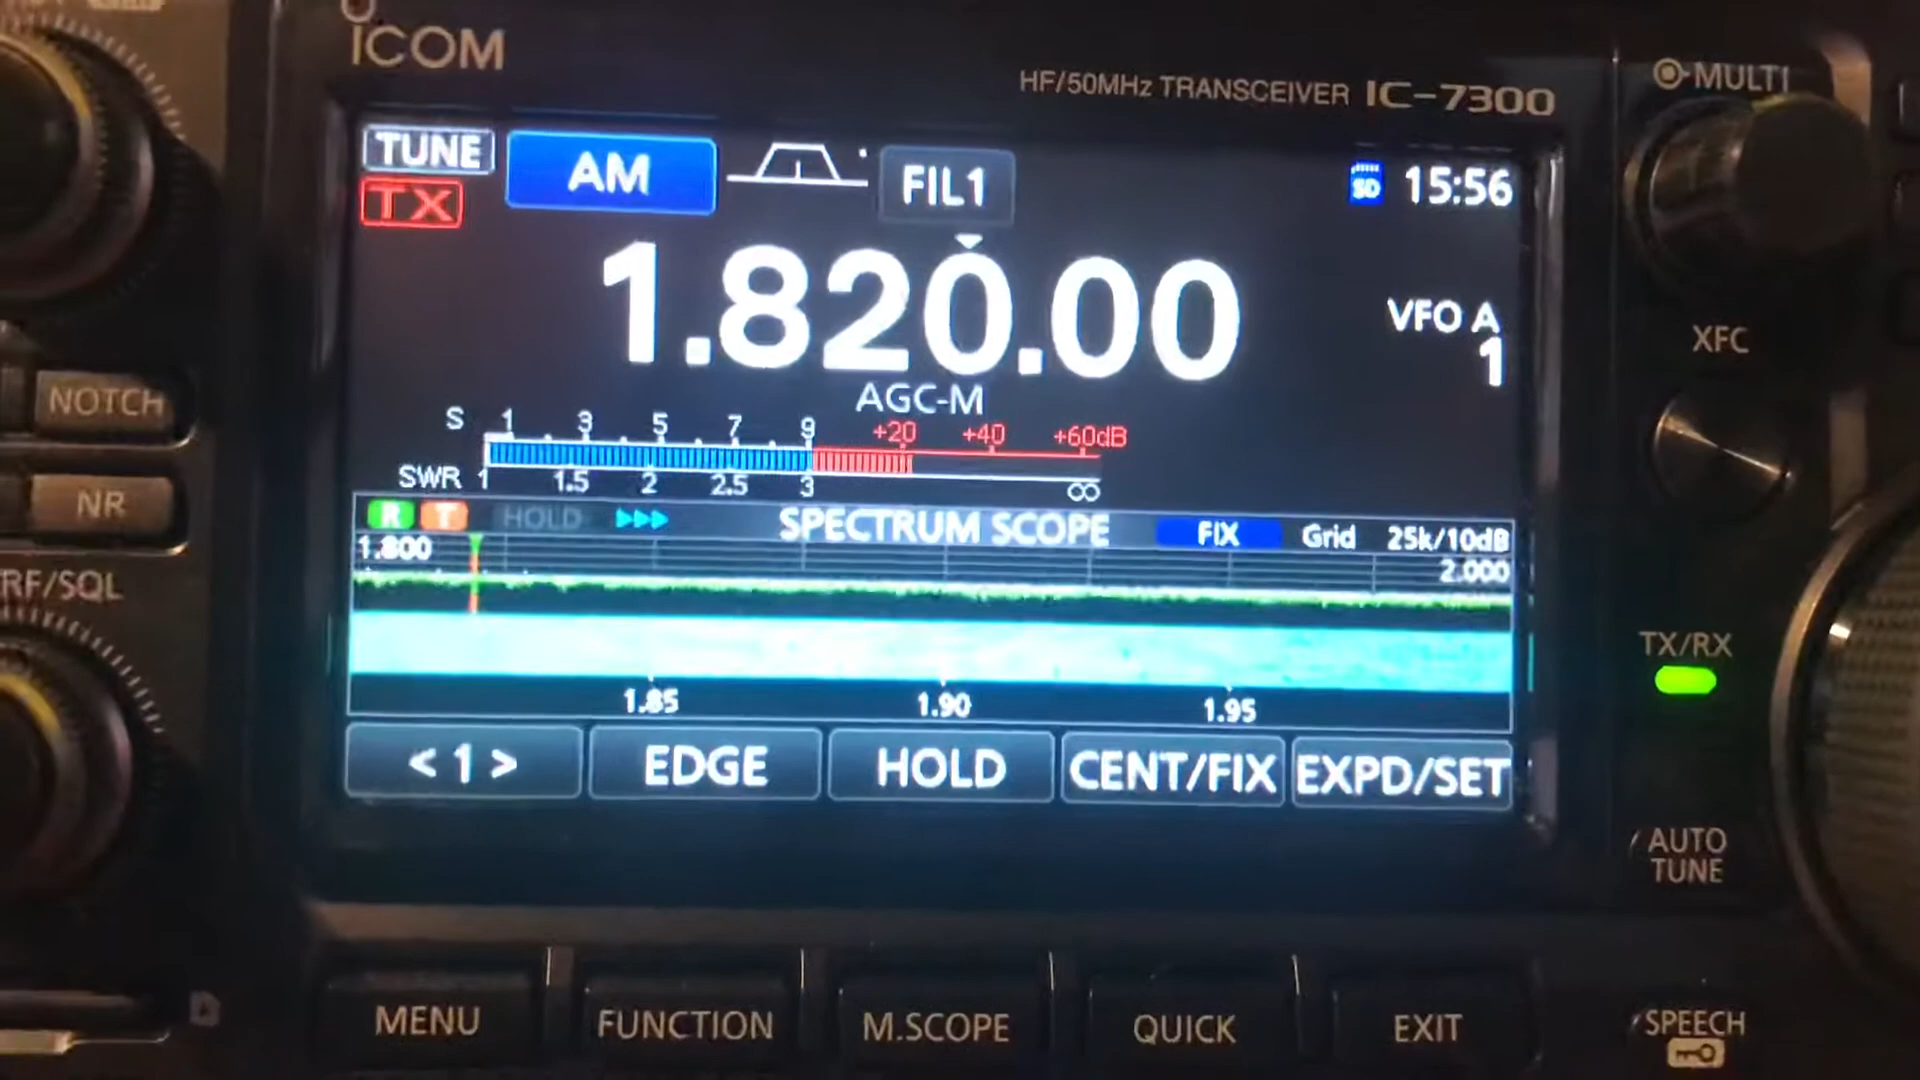 ICOM
HF/50MHz TRANSCEIVER IC-7300
MULTI
TUNE
TX
AM
FIL1
SD 15:56
1.820.00
VFO A
1
XFC
NOTCH
AGC-M
S 1 3 5 7 9 +20 +40 +60dB
SWR 1 1.5 2 2.5 3 ∞
NR
R T HOLD SPECTRUM SCOPE FIX Grid 25k/10dB
1.800 2.000
RF/SQL
TX/RX
1.85 1.90 1.95
< 1 > EDGE HOLD CENT/FIX EXPD/SET
AUTO
TUNE
MENU FUNCTION M.SCOPE QUICK EXIT
SPEECH